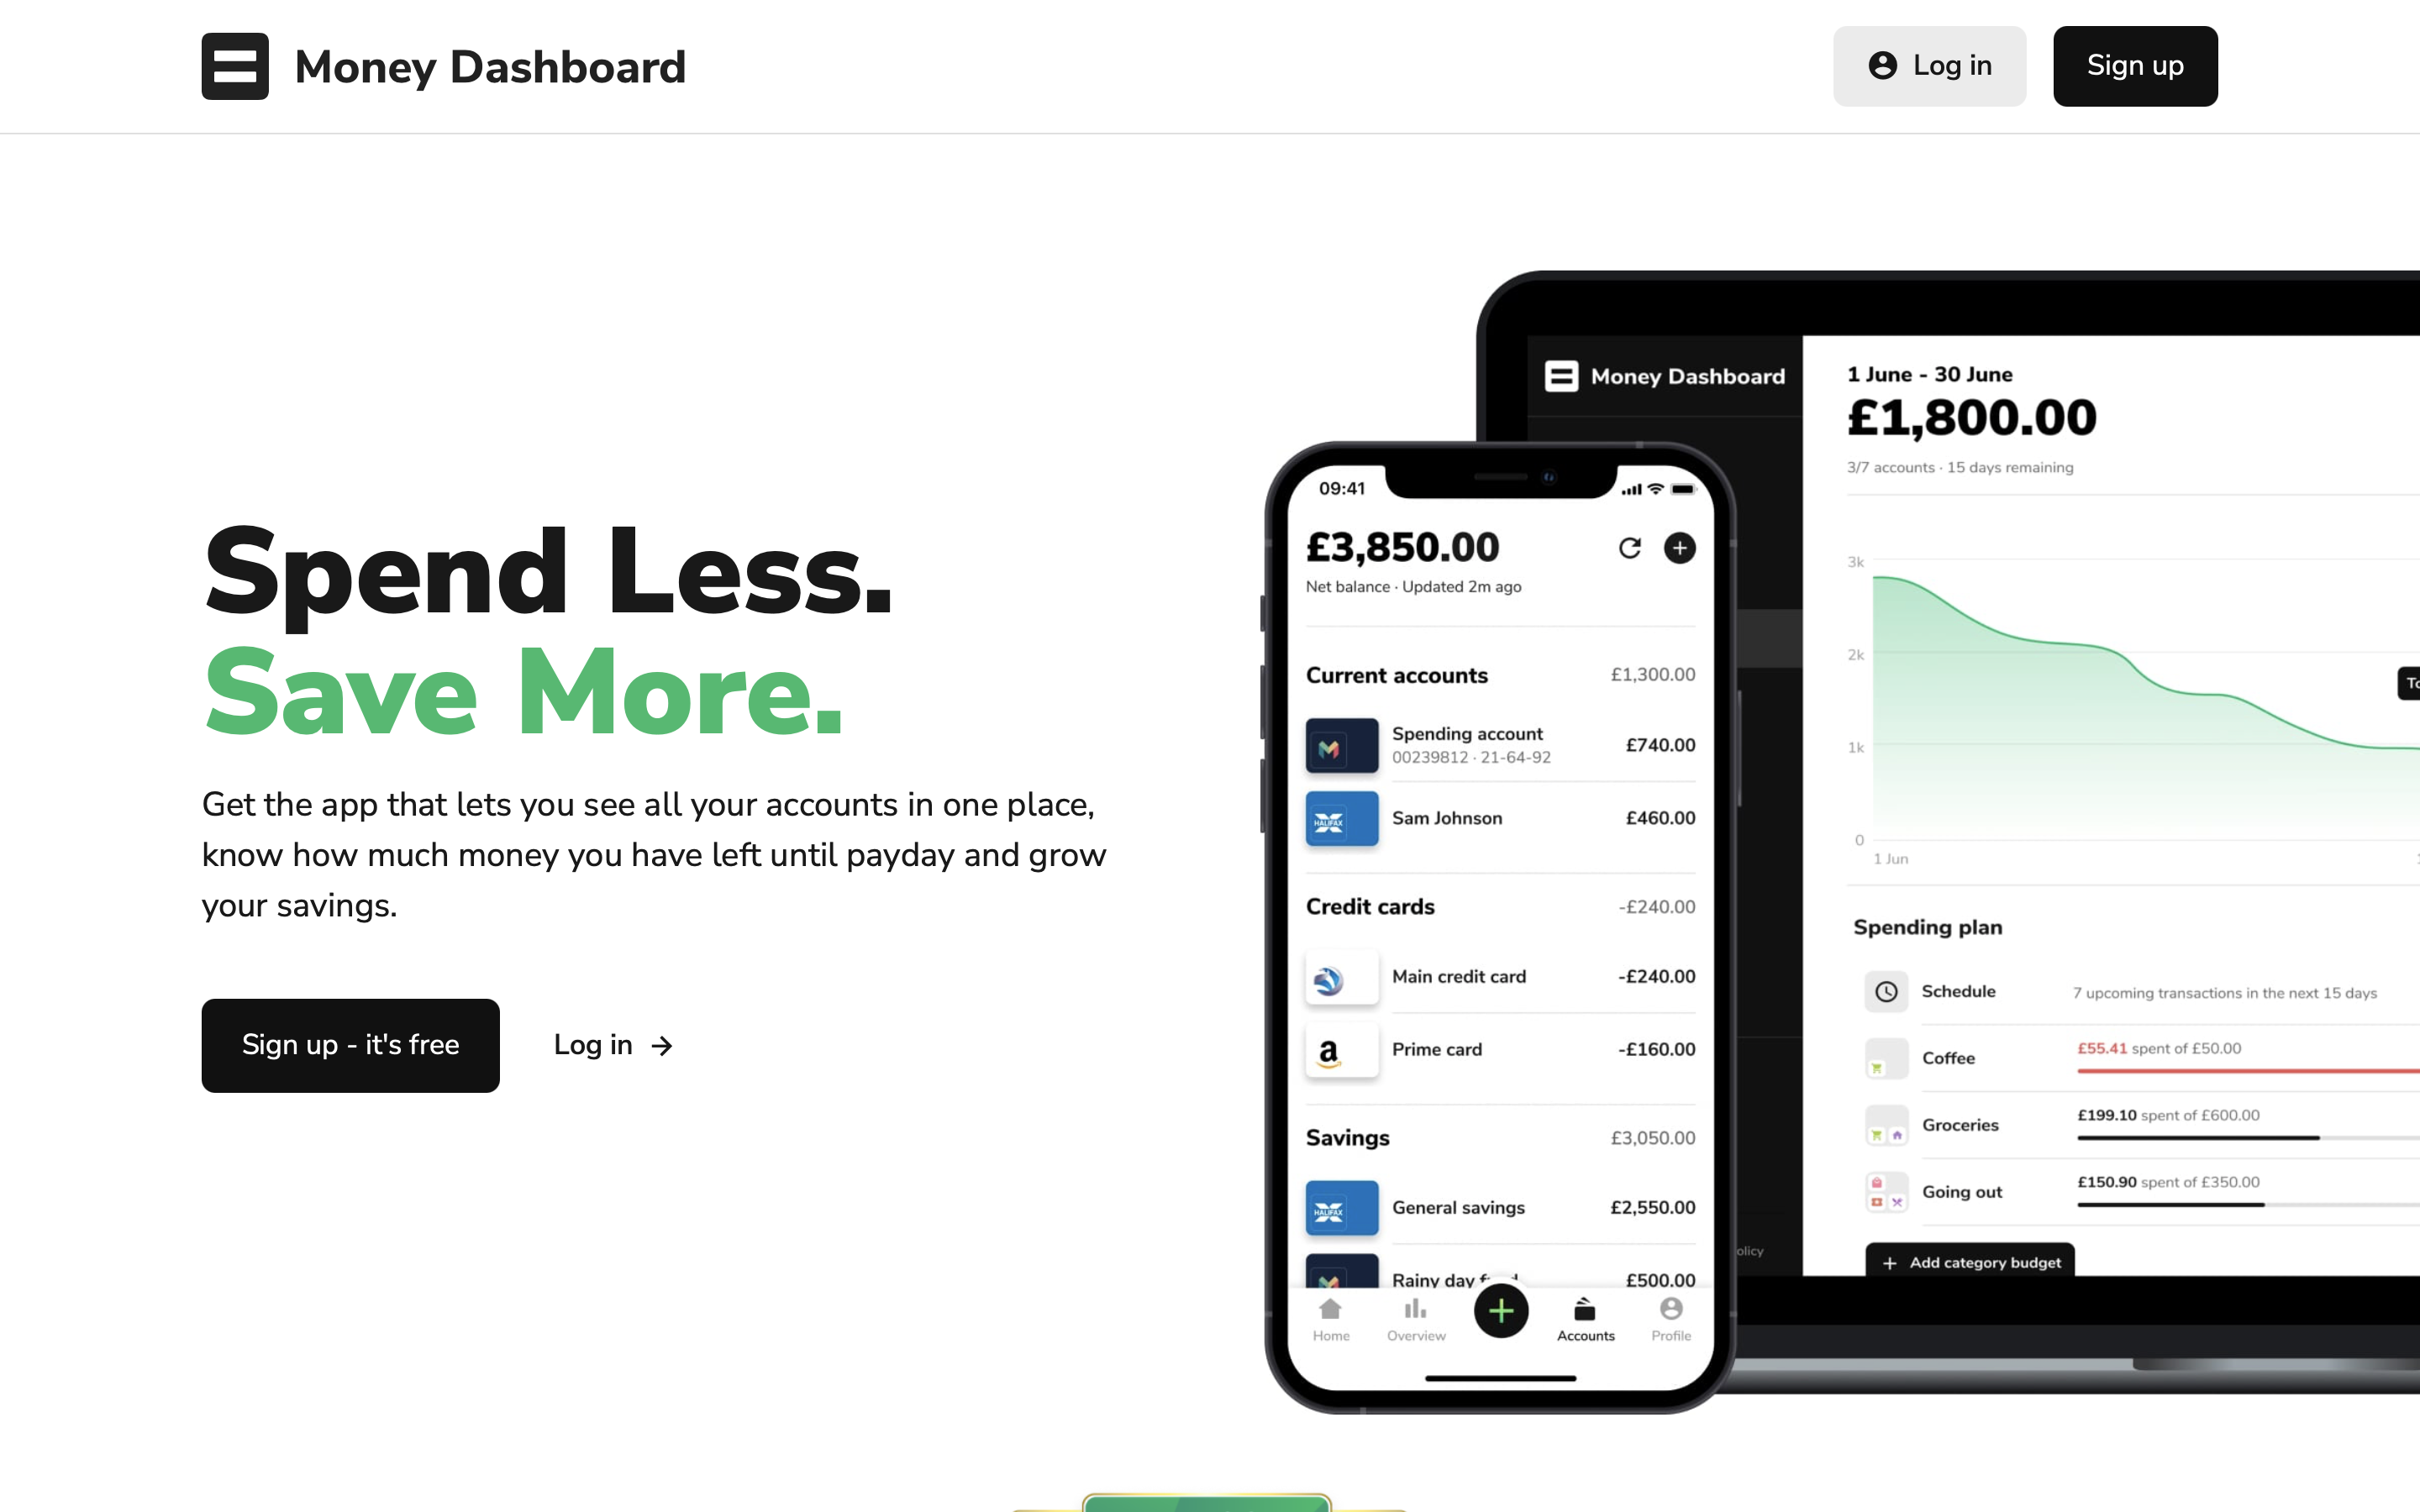 Money Dashboard
Log in
Sign up
Spend Less.
Save More.
Get the app that lets you see all your accounts in one place,
know how much money you have left until payday and grow
your savings.
Sign up - it's free
Log in
09:41
£3,850.00
Net balance · Updated 2m ago
Current accounts £1,300.00
Spending account £740.00
00239812 · 21-64-92
HALIFAX
Sam Johnson £460.00
Credit cards -£240.00
Main credit card -£240.00
a
Prime card -£160.00
Savings £3,050.00
HALIFAX
General savings £2,550.00
Rainy day £500.00
Home Overview Accounts Profile
Money Dashboard
1 June - 30 June
£1,800.00
3/7 accounts · 15 days remaining
3k
2k
1k
0
1 Jun
Spending plan
Schedule 7 upcoming transactions in the next 15 days
Coffee £55.41 spent of £50.00
Groceries £199.10 spent of £600.00
Going out £150.90 spent of £350.00
Add category budget